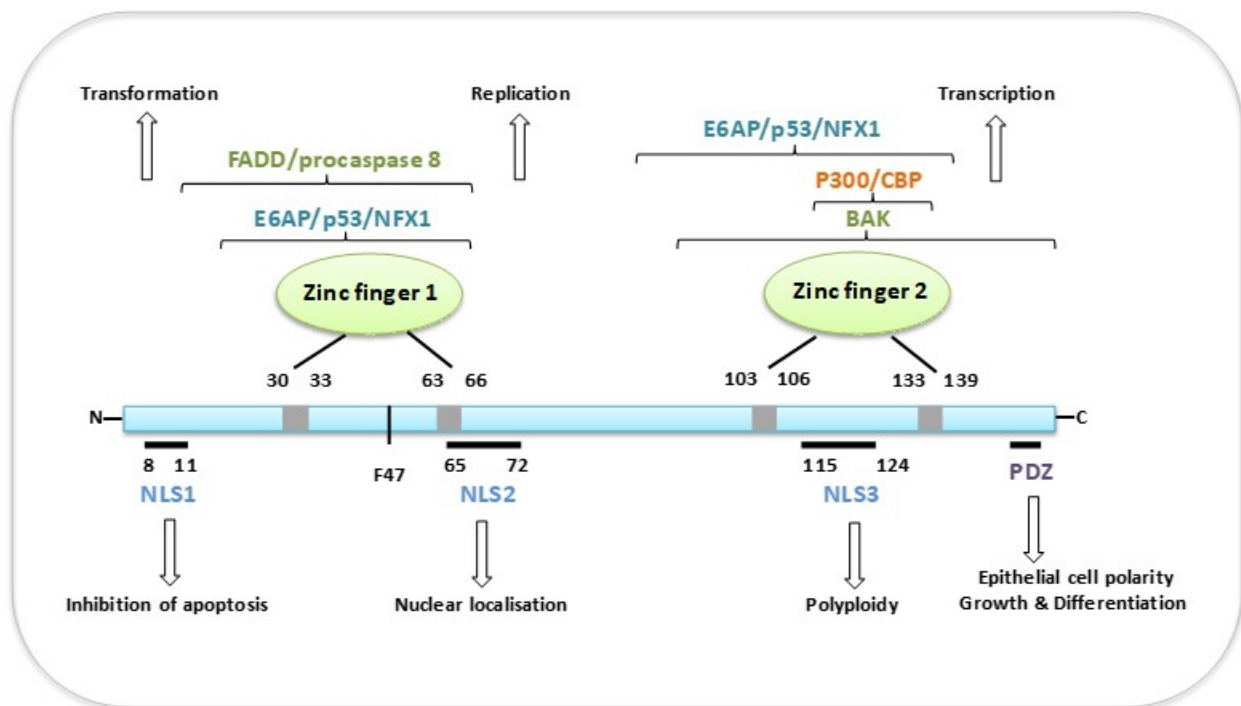 Transformation
Replication
Transcription
E6AP/p53/NFX1
FADD/procaspase 8
P300/CBP
E6AP/p53/NFX1
BAK
Zinc finger 1
Zinc finger 2
30 33 63 66 103 106 133 139
N C
8 11 F47 65 72 115 124 PDZ
NLS1 NLS2 NLS3
Inhibition of apoptosis
Nuclear localisation
Polyploidy
Epithelial cell polarity
Growth & Differentiation